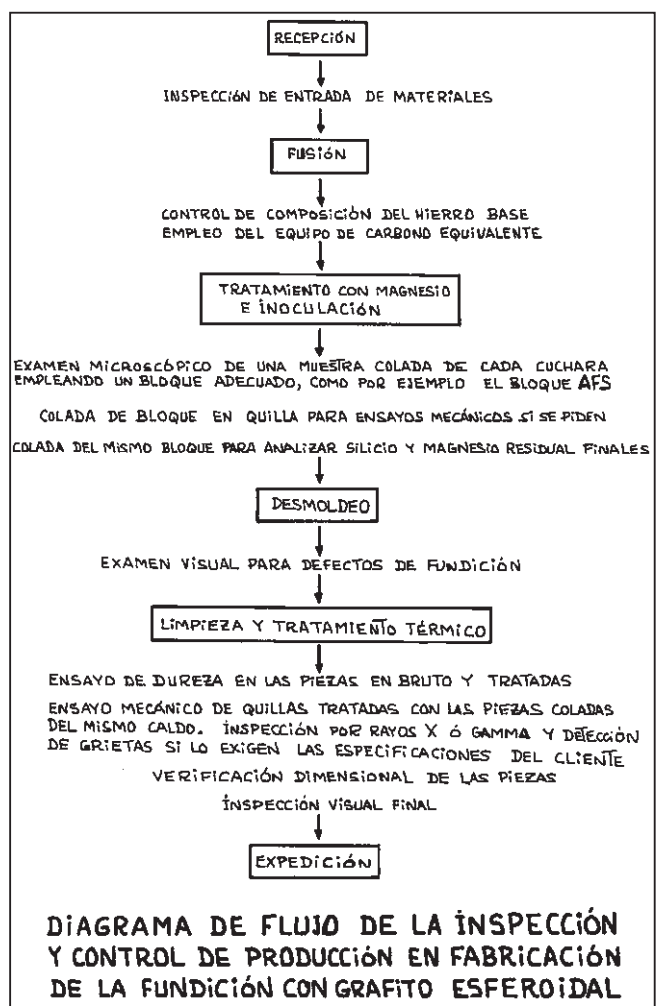 RECEPCIÓN
INSPECCIÓN DE ENTRADA DE MATERIALES
FUSIÓN
CONTROL DE COMPOSICIÓN DEL HIERRO BASE
EMPLEO DEL EQUIPO DE CARBONO EQUIVALENTE
TRATAMIENTO CON MAGNESIO
E INOCULACIÓN
EXAMEN MICROSCÓPICO DE UNA MUESTRA COLADA DE CADA CUCHARA
EMPLEANDO UN BLOQUE ADECUADO, COMO POR EJEMPLO EL BLOQUE AFS
COLADA DE BLOQUE EN QUILLA PARA ENSAYOS MECÁNICOS SI SE PIDEN
COLADA DEL MISMO BLOQUE PARA ANALIZAR SILICIO Y MAGNESIO RESIDUAL FINALES
DESMOLDEO
EXAMEN VISUAL PARA DEFECTOS DE FUNDICIÓN
LIMPIEZA Y TRATAMIENTO TÉRMICO
ENSAYO DE DUREZA EN LAS PIEZAS EN BRUTO Y TRATADAS
ENSAYO MECÁNICO DE QUILLAS TRATADAS CON LAS PIEZAS COLADAS
DEL MISMO CALDO. INSPECCIÓN POR RAYOS X Ó GAMMA Y DETECCIÓN
DE GRIETAS SI LO EXIGEN LAS ESPECIFICACIONES DEL CLIENTE
VERIFICACIÓN DIMENSIONAL DE LAS PIEZAS
INSPECCIÓN VISUAL FINAL
EXPEDICIÓN
DIAGRAMA DE FLUJO DE LA INSPECCIÓN
Y CONTROL DE PRODUCCIÓN EN FABRICACIÓN
DE LA FUNDICIÓN CON GRAFITO ESFEROIDAL